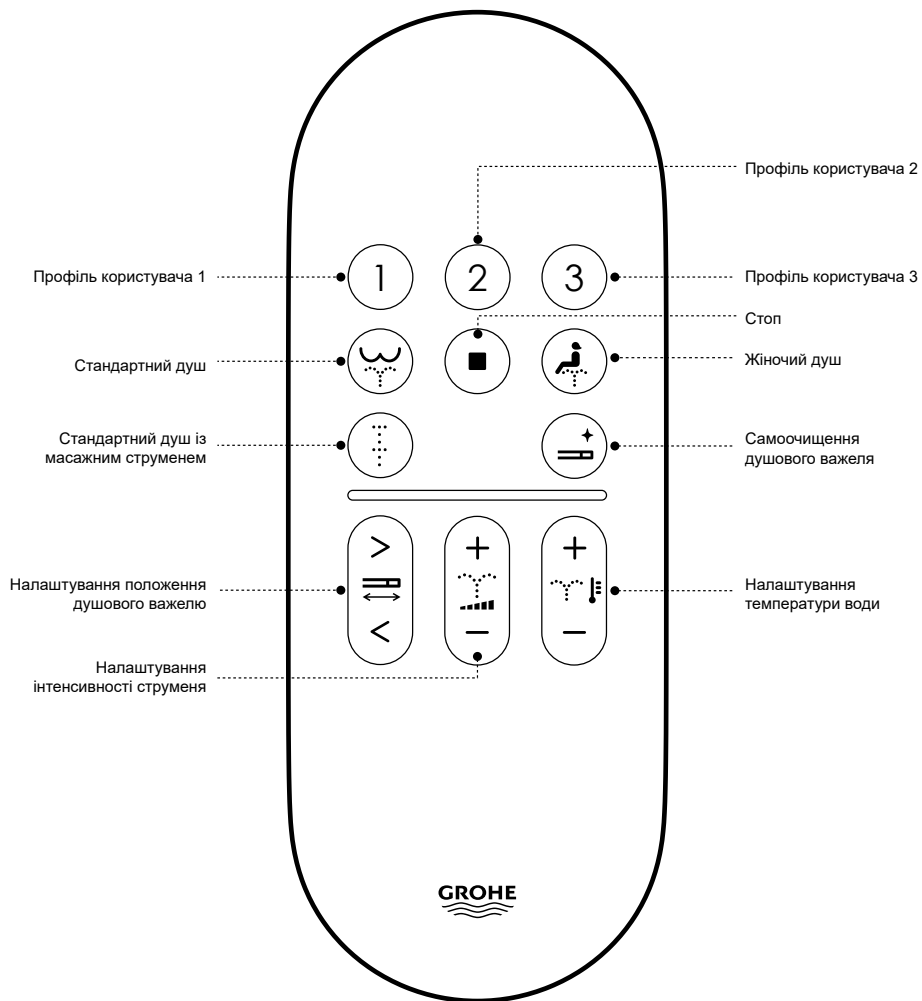 Профіль користувача 2
Профіль користувача 1
1
2
3
Профіль користувача 3
Стоп
Стандартний душ
Жіночий душ
Стандартний душ із
масажним струменем
Самоочищення
душового важеля
Налаштування положення
душового важелю
Налаштування
температури води
Налаштування
інтенсивності струменя
GROHE